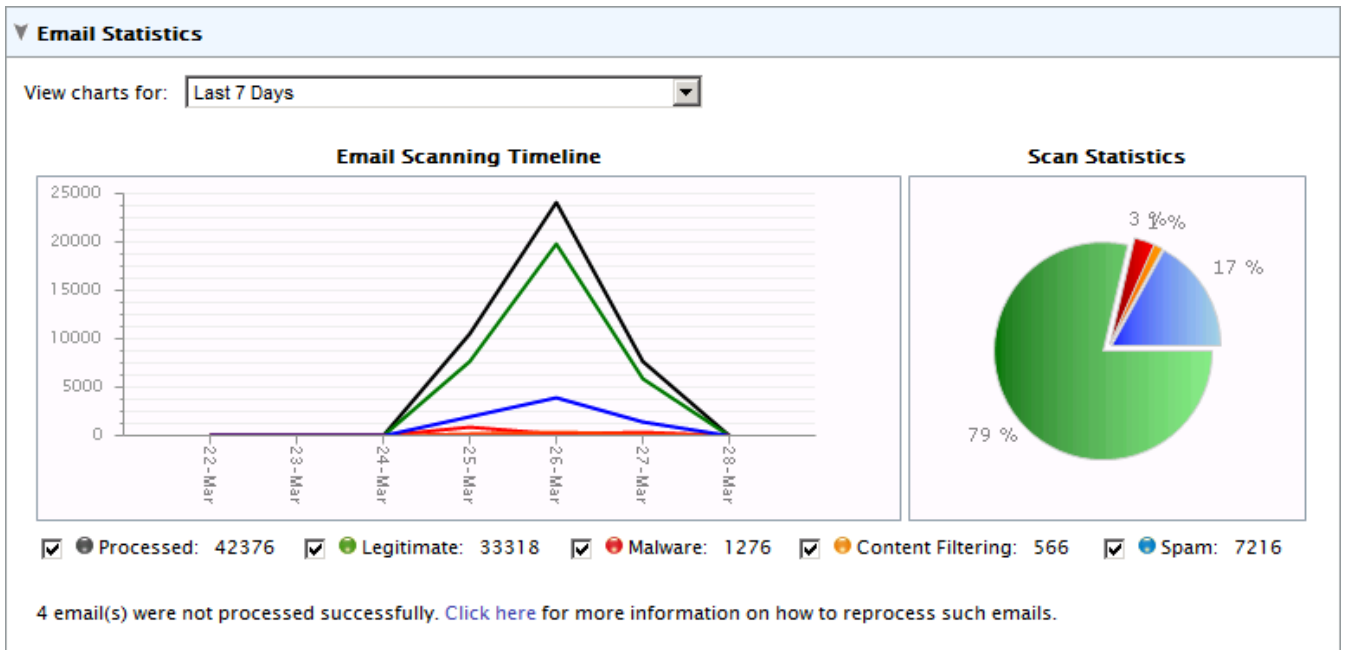 Email Statistics
View charts for: Last 7 Days
Email Scanning Timeline
Scan Statistics
25000
20000
15000
10000
5000
0
22-Mar
23-Mar
24-Mar
25-Mar
26-Mar
27-Mar
28-Mar
3 %
1 %
17 %
79 %
Processed: 42376 Legitimate: 33318 Malware: 1276 Content Filtering: 566 Spam: 7216
4 email(s) were not processed successfully. Click here for more information on how to reprocess such emails.